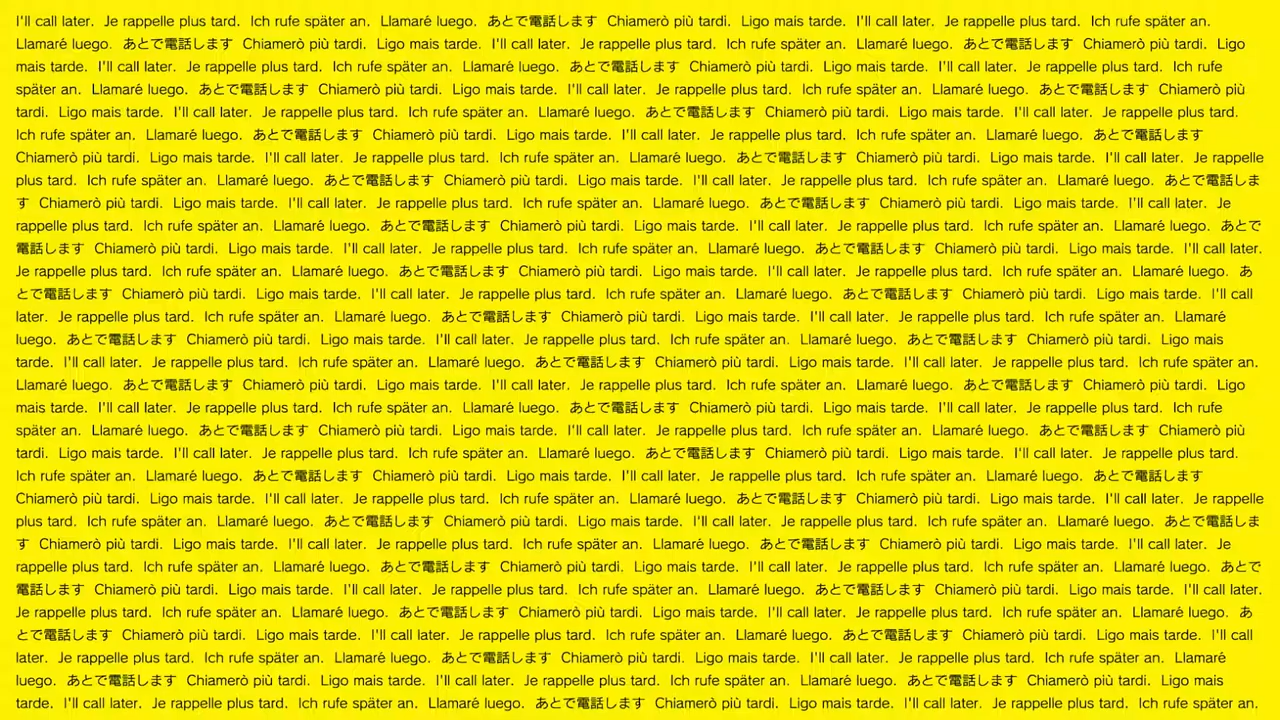 I'll call later. Je rappelle plus tard. Ich rufe später an. Llamaré luego. あとで電話します Chiamerò più tardi. Ligo mais tarde. I'll call later. Je rappelle plus tard. Ich rufe später an.
Llamaré luego. あとで電話します Chiamerò più tardi. Ligo mais tarde. I'll call later. Je rappelle plus tard. Ich rufe später an. Llamaré luego. あとで電話します Chiamerò più tardi. Ligo
mais tarde. I'll call later. Je rappelle plus tard. Ich rufe später an. Llamaré luego. あとで電話します Chiamerò più tardi. Ligo mais tarde. I'll call later. Je rappelle plus tard. Ich rufe
später an. Llamaré luego. あとで電話します Chiamerò più tardi. Ligo mais tarde. I'll call later. Je rappelle plus tard. Ich rufe später an. Llamaré luego. あとで電話します Chiamerò più
tardi. Ligo mais tarde. I'll call later. Je rappelle plus tard. Ich rufe später an. Llamaré luego. あとで電話します Chiamerò più tardi. Ligo mais tarde. I'll call later. Je rappelle plus tard.
Ich rufe später an. Llamaré luego. あとで電話します Chiamerò più tardi. Ligo mais tarde. I'll call later. Je rappelle plus tard. Ich rufe später an. Llamaré luego. あとで電話します
Chiamerò più tardi. Ligo mais tarde. I'll call later. Je rappelle plus tard. Ich rufe später an. Llamaré luego. あとで電話します Chiamerò più tardi. Ligo mais tarde. I'll call later. Je rappelle
plus tard. Ich rufe später an. Llamaré luego. あとで電話します Chiamerò più tardi. Ligo mais tarde. I'll call later. Je rappelle plus tard. Ich rufe später an. Llamaré luego. あとで電話しま
す Chiamerò più tardi. Ligo mais tarde. I'll call later. Je rappelle plus tard. Ich rufe später an. Llamaré luego. あとで電話します Chiamerò più tardi. Ligo mais tarde. I'll call later. Je
rappelle plus tard. Ich rufe später an. Llamaré luego. あとで電話します Chiamerò più tardi. Ligo mais tarde. I'll call later. Je rappelle plus tard. Ich rufe später an. Llamaré luego. あとで
電話します Chiamerò più tardi. Ligo mais tarde. I'll call later. Je rappelle plus tard. Ich rufe später an. Llamaré luego. あとで電話します Chiamerò più tardi. Ligo mais tarde. I'll call later.
Je rappelle plus tard. Ich rufe später an. Llamaré luego. あとで電話します Chiamerò più tardi. Ligo mais tarde. I'll call later. Je rappelle plus tard. Ich rufe später an. Llamaré luego. あ
とで電話します Chiamerò più tardi. Ligo mais tarde. I'll call later. Je rappelle plus tard. Ich rufe später an. Llamaré luego. あとで電話します Chiamerò più tardi. Ligo mais tarde. I'll call
later. Je rappelle plus tard. Ich rufe später an. Llamaré luego. あとで電話します Chiamerò più tardi. Ligo mais tarde. I'll call later. Je rappelle plus tard. Ich rufe später an. Llamaré
luego. あとで電話します Chiamerò più tardi. Ligo mais tarde. I'll call later. Je rappelle plus tard. Ich rufe später an. Llamaré luego. あとで電話します Chiamerò più tardi. Ligo mais
tarde. I'll call later. Je rappelle plus tard. Ich rufe später an. Llamaré luego. あとで電話します Chiamerò più tardi. Ligo mais tarde. I'll call later. Je rappelle plus tard. Ich rufe später an.
Llamaré luego. あとで電話します Chiamerò più tardi. Ligo mais tarde. I'll call later. Je rappelle plus tard. Ich rufe später an. Llamaré luego. あとで電話します Chiamerò più tardi. Ligo
mais tarde. I'll call later. Je rappelle plus tard. Ich rufe später an. Llamaré luego. あとで電話します Chiamerò più tardi. Ligo mais tarde. I'll call later. Je rappelle plus tard. Ich rufe
später an. Llamaré luego. あとで電話します Chiamerò più tardi. Ligo mais tarde. I'll call later. Je rappelle plus tard. Ich rufe später an. Llamaré luego. あとで電話します Chiamerò più
tardi. Ligo mais tarde. I'll call later. Je rappelle plus tard. Ich rufe später an. Llamaré luego. あとで電話します Chiamerò più tardi. Ligo mais tarde. I'll call later. Je rappelle plus tard.
Ich rufe später an. Llamaré luego. あとで電話します Chiamerò più tardi. Ligo mais tarde. I'll call later. Je rappelle plus tard. Ich rufe später an. Llamaré luego. あとで電話します
Chiamerò più tardi. Ligo mais tarde. I'll call later. Je rappelle plus tard. Ich rufe später an. Llamaré luego. あとで電話します Chiamerò più tardi. Ligo mais tarde. I'll call later. Je rappelle
plus tard. Ich rufe später an. Llamaré luego. あとで電話します Chiamerò più tardi. Ligo mais tarde. I'll call later. Je rappelle plus tard. Ich rufe später an. Llamaré luego. あとで電話しま
す Chiamerò più tardi. Ligo mais tarde. I'll call later. Je rappelle plus tard. Ich rufe später an. Llamaré luego. あとで電話します Chiamerò più tardi. Ligo mais tarde. I'll call later. Je
rappelle plus tard. Ich rufe später an. Llamaré luego. あとで電話します Chiamerò più tardi. Ligo mais tarde. I'll call later. Je rappelle plus tard. Ich rufe später an. Llamaré luego. あとで
電話します Chiamerò più tardi. Ligo mais tarde. I'll call later. Je rappelle plus tard. Ich rufe später an. Llamaré luego. あとで電話します Chiamerò più tardi. Ligo mais tarde. I'll call later.
Je rappelle plus tard. Ich rufe später an. Llamaré luego. あとで電話します Chiamerò più tardi. Ligo mais tarde. I'll call later. Je rappelle plus tard. Ich rufe später an. Llamaré luego. あ
とで電話します Chiamerò più tardi. Ligo mais tarde. I'll call later. Je rappelle plus tard. Ich rufe später an. Llamaré luego. あとで電話します Chiamerò più tardi. Ligo mais tarde. I'll call
later. Je rappelle plus tard. Ich rufe später an. Llamaré luego. あとで電話します Chiamerò più tardi. Ligo mais tarde. I'll call later. Je rappelle plus tard. Ich rufe später an. Llamaré
luego. あとで電話します Chiamerò più tardi. Ligo mais tarde. I'll call later. Je rappelle plus tard. Ich rufe später an. Llamaré luego. あとで電話します Chiamerò più tardi. Ligo mais
tarde. I'll call later. Je rappelle plus tard. Ich rufe später an. Llamaré luego. あとで電話します Chiamerò più tardi. Ligo mais tarde. I'll call later. Je rappelle plus tard. Ich rufe später an.